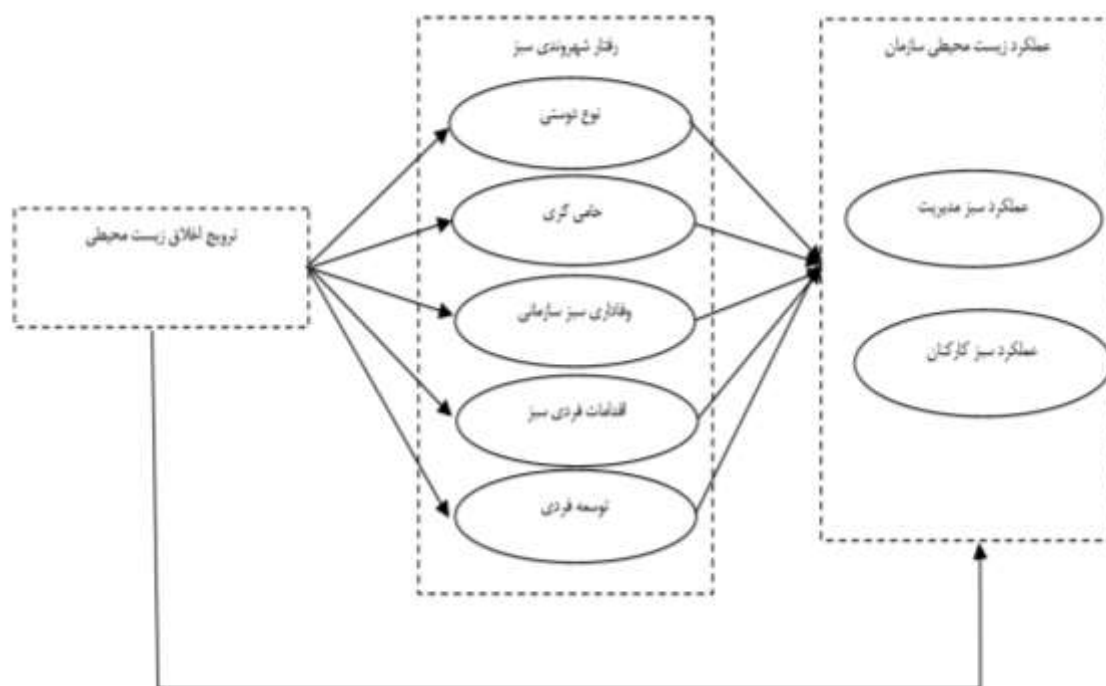 عملکرد زیست محیطی سازمان
رفتار شهروندی سبز
نوع دوستی
حامی گری
وفاداری سبز سازمانی
اقدامات فردی سبز
توسعه فردی
ترویج اخلاق زیست محیطی
عملکرد سبز مدیریت
عملکرد سبز کارکنان